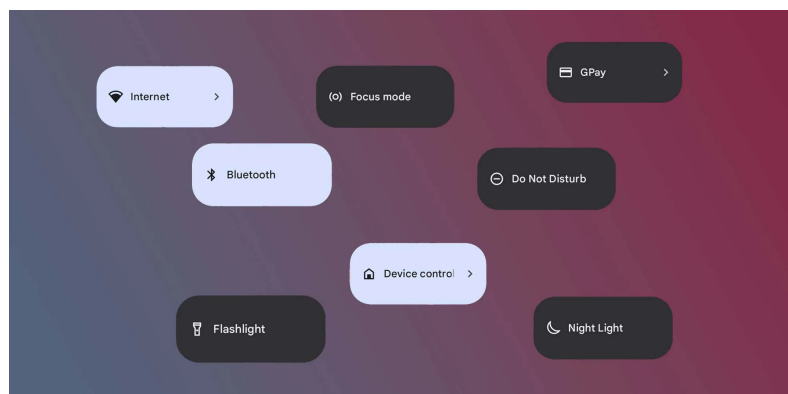 GPay
Internet
Focus mode
Bluetooth
Do Not Disturb
Device control
Flashlight
Night Light